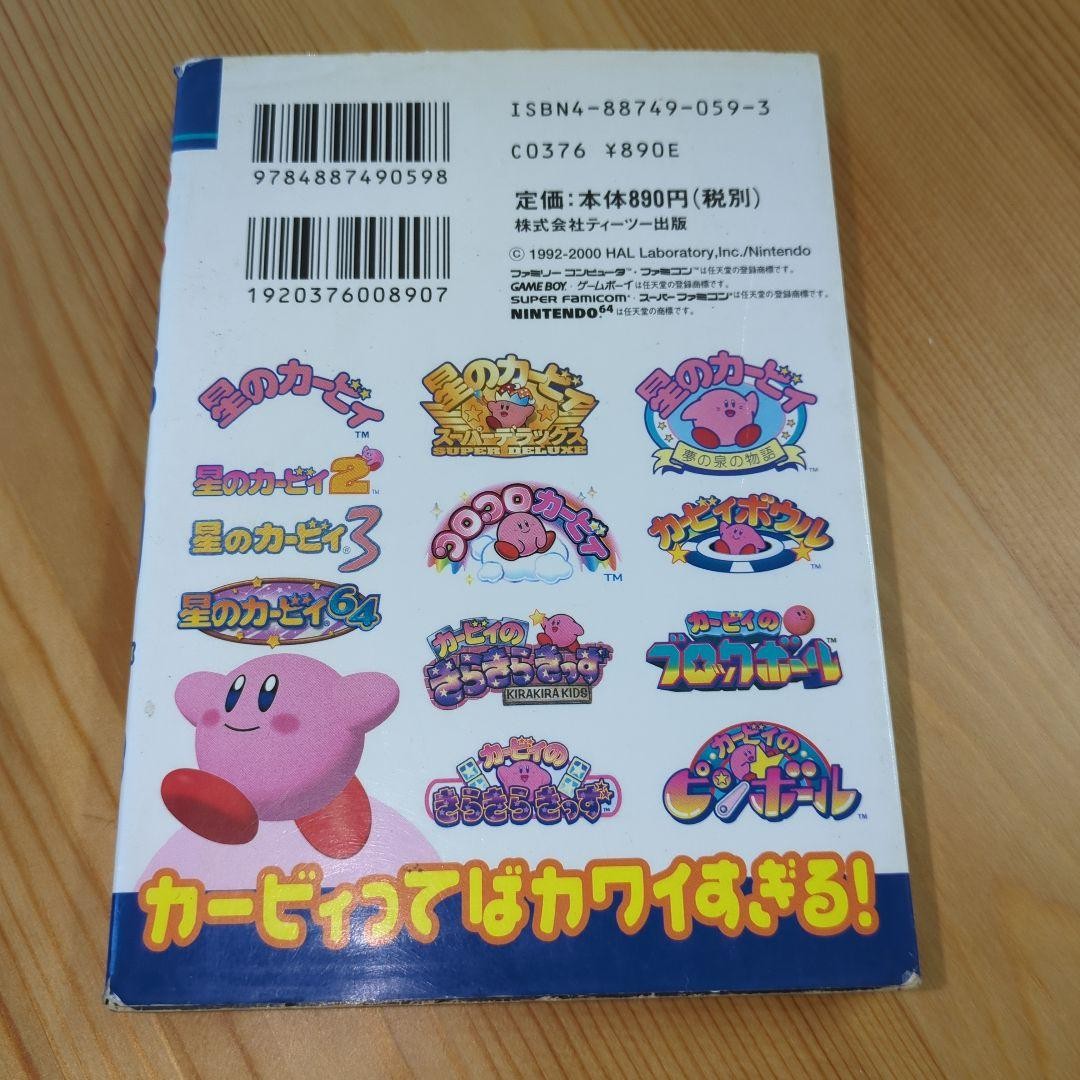 9784887490598
1920376008907
ISBN4-88749-059-3
C0376 ¥890E
定価：本体890円（税別）
株式会社ティーツー出版
© 1992-2000 HAL Laboratory,Inc./Nintendo
ファミリーコンピュータ™・ファミコン™は任天堂の登録商標です。
GAME BOY・ゲームボーイは任天堂の登録商標です。
SUPER FAMICOM・スーパーファミコンは任天堂の登録商標です。
NINTENDO64は任天堂の商標です。
星のカービィ
TM
星のカービィ2
TM
星のカービィ®3
星のカービィ®64
星のカービィ
スーパーデラックス
SUPER DELUXE
コロコロカービィ
TM
カービィの
きらきらきっず
KIRAKIRA KIDS
カービィの
きらきらきっず
TM
星のカービィ
夢の泉の物語
TM
カービィボウル
TM
カービィの
ブロックボール
TM
カービィの
ピンボール
TM
カービィってばカワイすぎる！